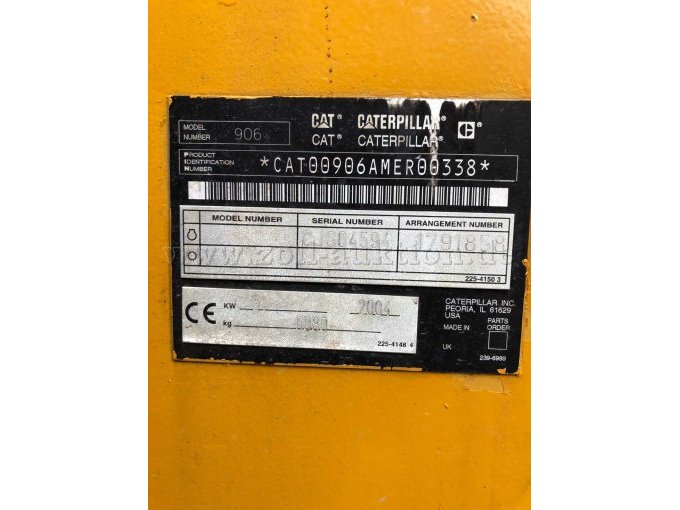 MODEL NUMBER 906
CAT® CATERPILLAR®
CAT® CATERPILLAR®
PRODUCT IDENTIFICATION NUMBER *CAT00906AMER00338*
MODEL NUMBER SERIAL NUMBER ARRANGEMENT NUMBER
www.zoll-auktion.de
225-4150 3
CE KW 2004
kg
225-4148 4
CATERPILLAR INC.
PEORIA, IL 61629
USA
MADE IN
PARTS ORDER
UK
239-6989